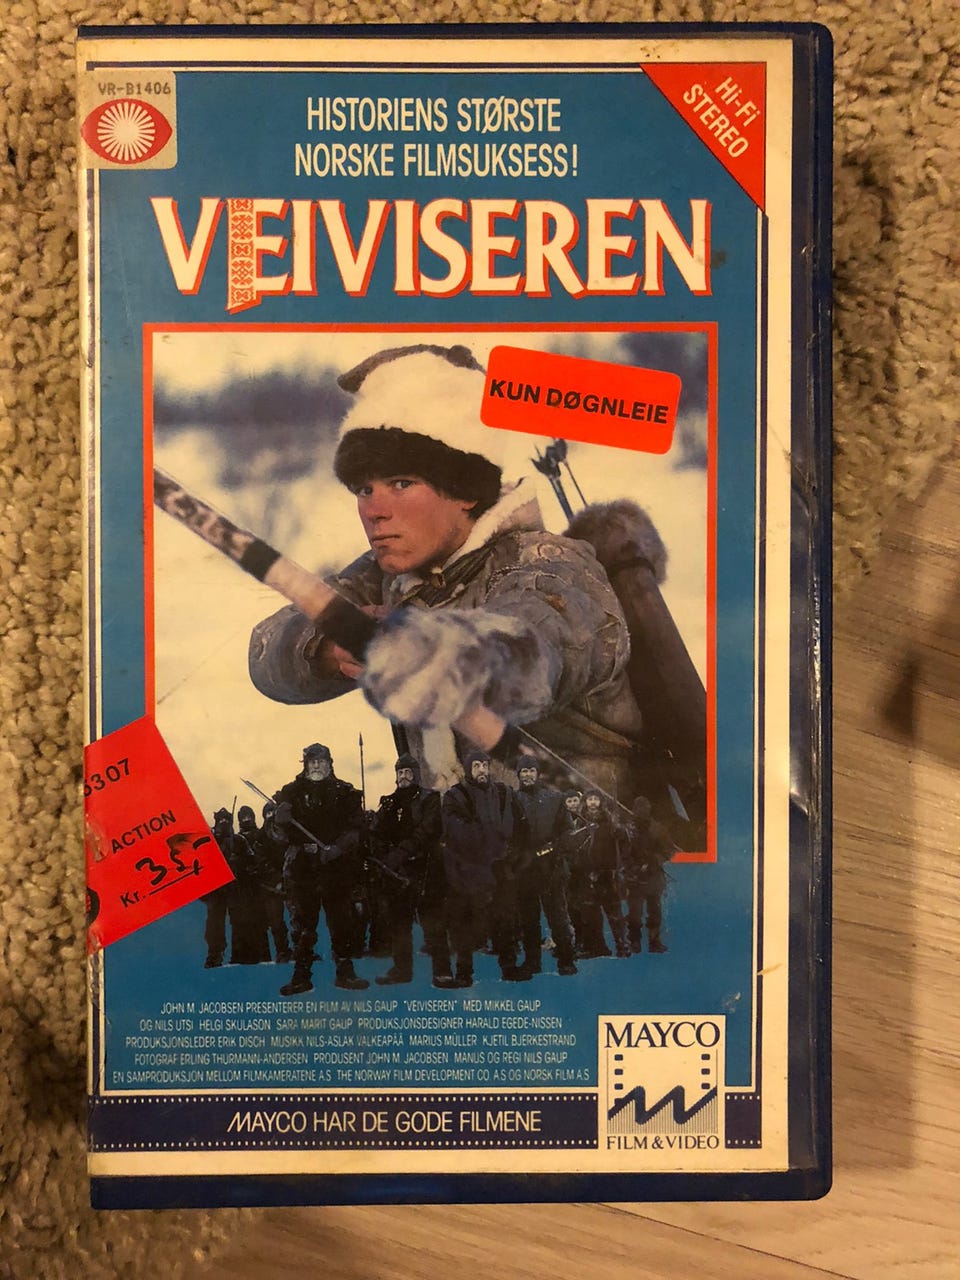 VR-B1406
Hi-Fi
STEREO
HISTORIENS STØRSTE
NORSKE FILMSUKSESS!
VEIVISEREN
KUN DØGNLEIE
5307
ACTION
Kr. 35,-
JOHN M. JACOBSEN PRESENTERER EN FILM AV NILS GAUP "VEIVISEREN" MED MIKKEL GAUP
OG NILS UTSI HELGI SKULASON SARA MARIT GAUP PRODUKSJONSDESIGNER HARALD EGEDE-NISSEN
PRODUKSJONSLEDER ERIK DISCH MUSIKK NILS-ASLAK VALKEAPÄÄ MARIUS MÜLLER KJETIL BJERKESTRAND
FOTOGRAF ERLING THURMANN-ANDERSEN PRODUSENT JOHN M. JACOBSEN MANUS OG REGI NILS GAUP
EN SAMPRODUKSJON MELLOM FILMKAMERATENE A.S THE NORWAY FILM DEVELOPMENT CO. A.S OG NORSK FILM A.S
MAYCO HAR DE GODE FILMENE
MAYCO
FILM & VIDEO